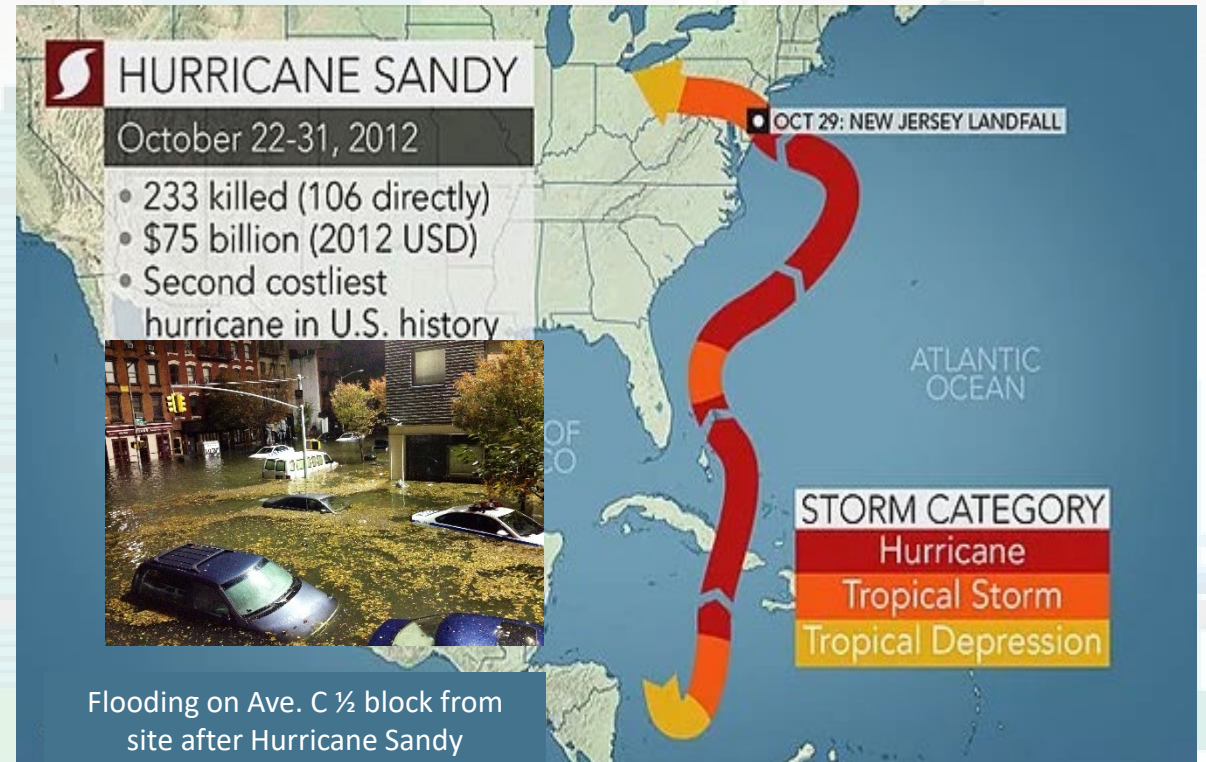 HURRICANE SANDY
October 22-31, 2012
• 233 killed (106 directly)
• $75 billion (2012 USD)
• Second costliest
hurricane in U.S. history
OCT 29: NEW JERSEY LANDFALL
ATLANTIC
OCEAN
OF
CO
STORM CATEGORY
Hurricane
Tropical Storm
Tropical Depression
Flooding on Ave. C ½ block from
site after Hurricane Sandy